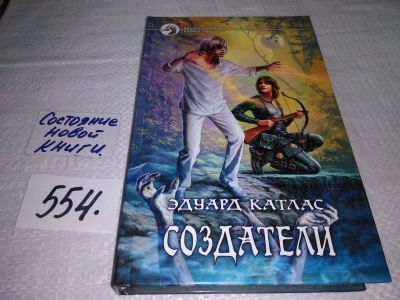 Состояние
новой
книги.
554.
ЭДУАРД КАТЛАС
СОЗДАТЕЛИ